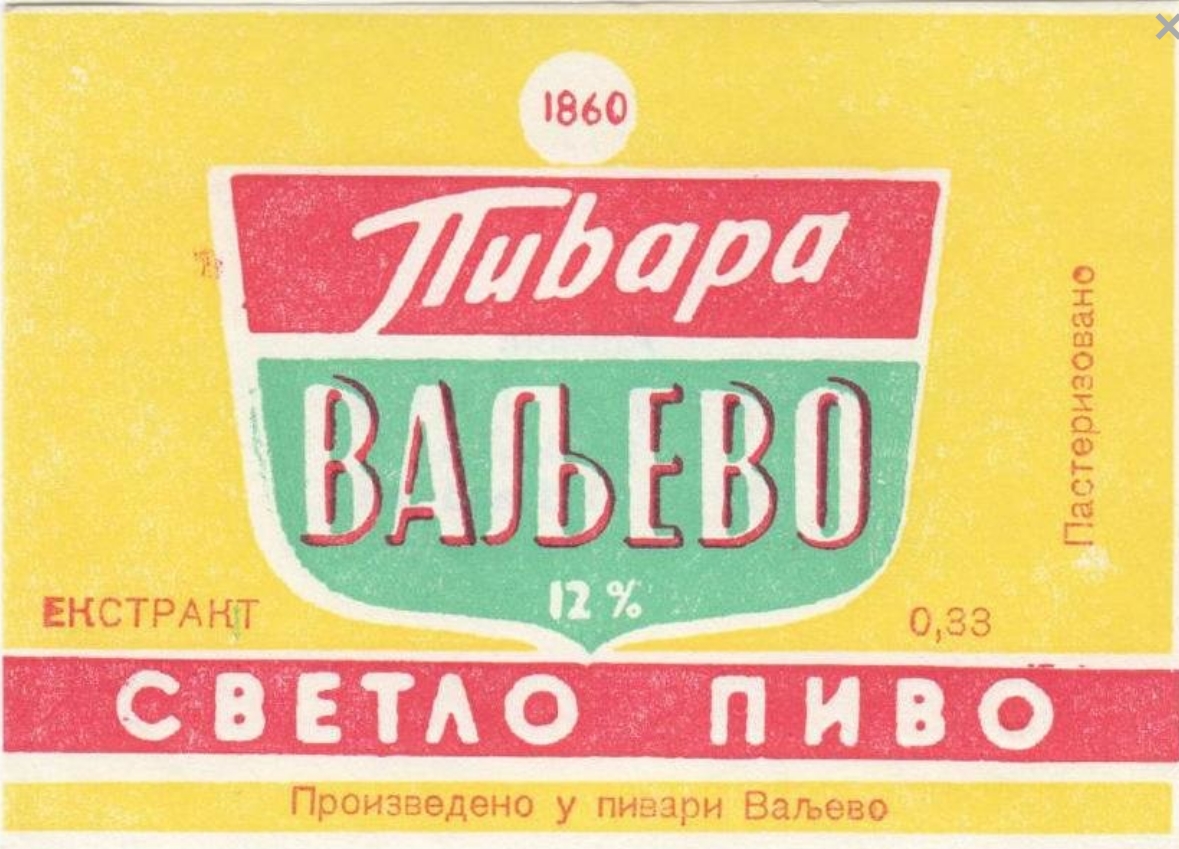 1860
Пивара
ВАЉЕВО
12 %
Пастеризовано
ЕКСТРАКТ
0,33
СВЕТЛО ПИВО
Произведено у пивари Ваљево